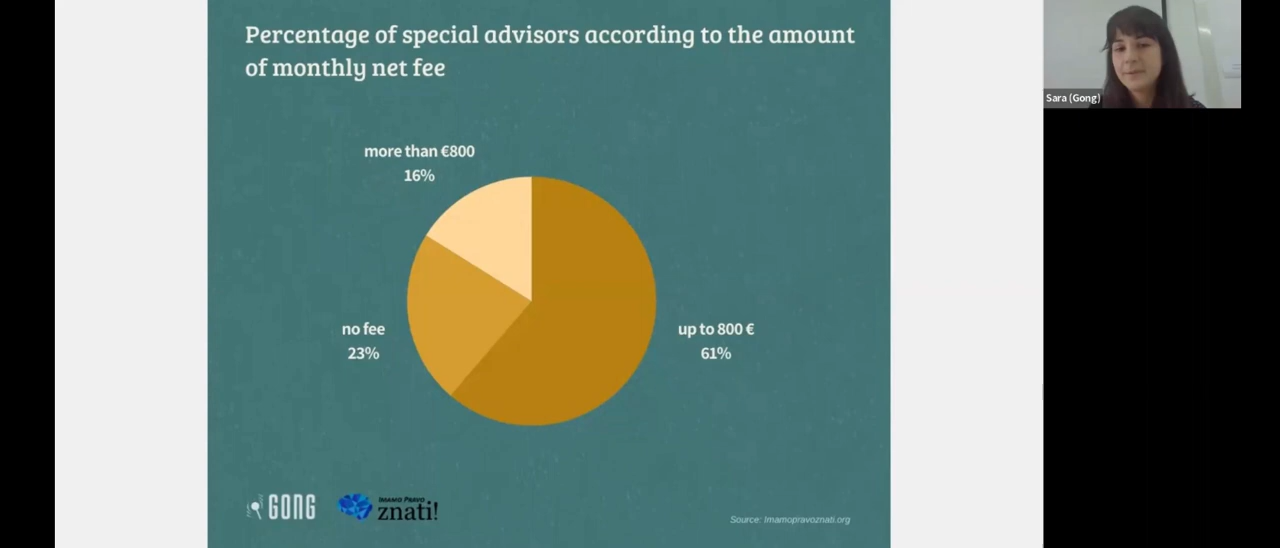 Percentage of special advisors according to the amount
of monthly net fee
Sara (Gong)
more than €800
16%
no fee
23%
up to 800 €
61%
GONG
IMAMO PRAVO
znati!
Source: Imamopravoznati.org